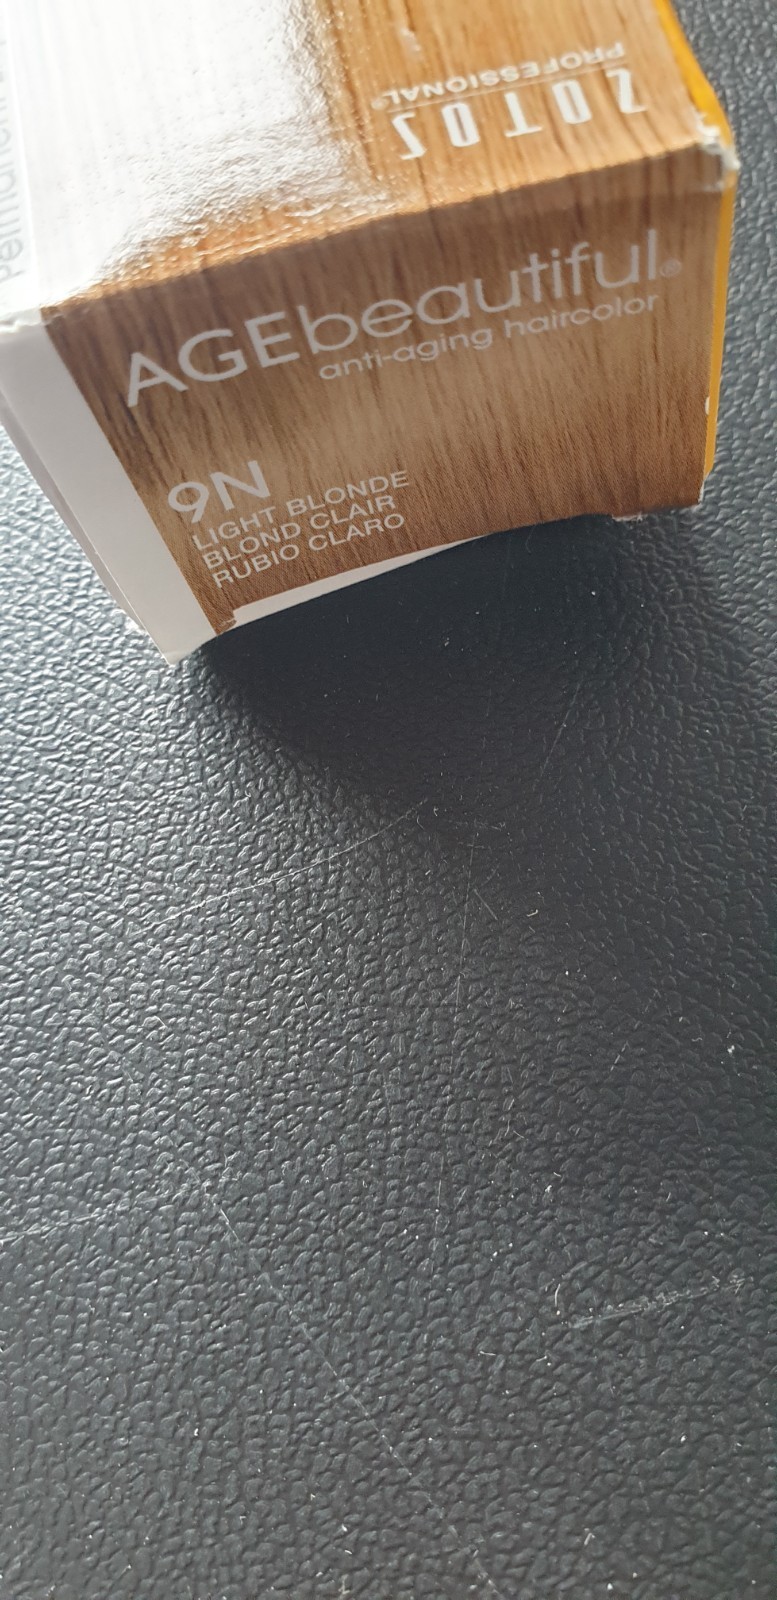 ZOTOS
PROFESSIONAL®
AGEbeautiful®
anti-aging haircolor
9N
LIGHT BLONDE
BLOND CLAIR
RUBIO CLARO